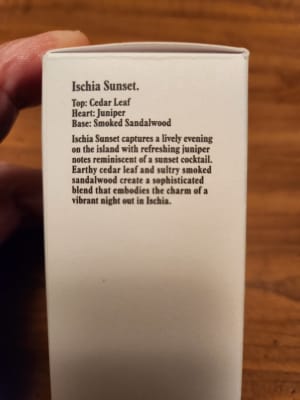 Ischia Sunset.
Top: Cedar Leaf
Heart: Juniper
Base: Smoked Sandalwood
Ischia Sunset captures a lively evening
on the island with refreshing juniper
notes reminiscent of a sunset cocktail.
Earthy cedar leaf and sultry smoked
sandalwood create a sophisticated
blend that embodies the charm of a
vibrant night out in Ischia.